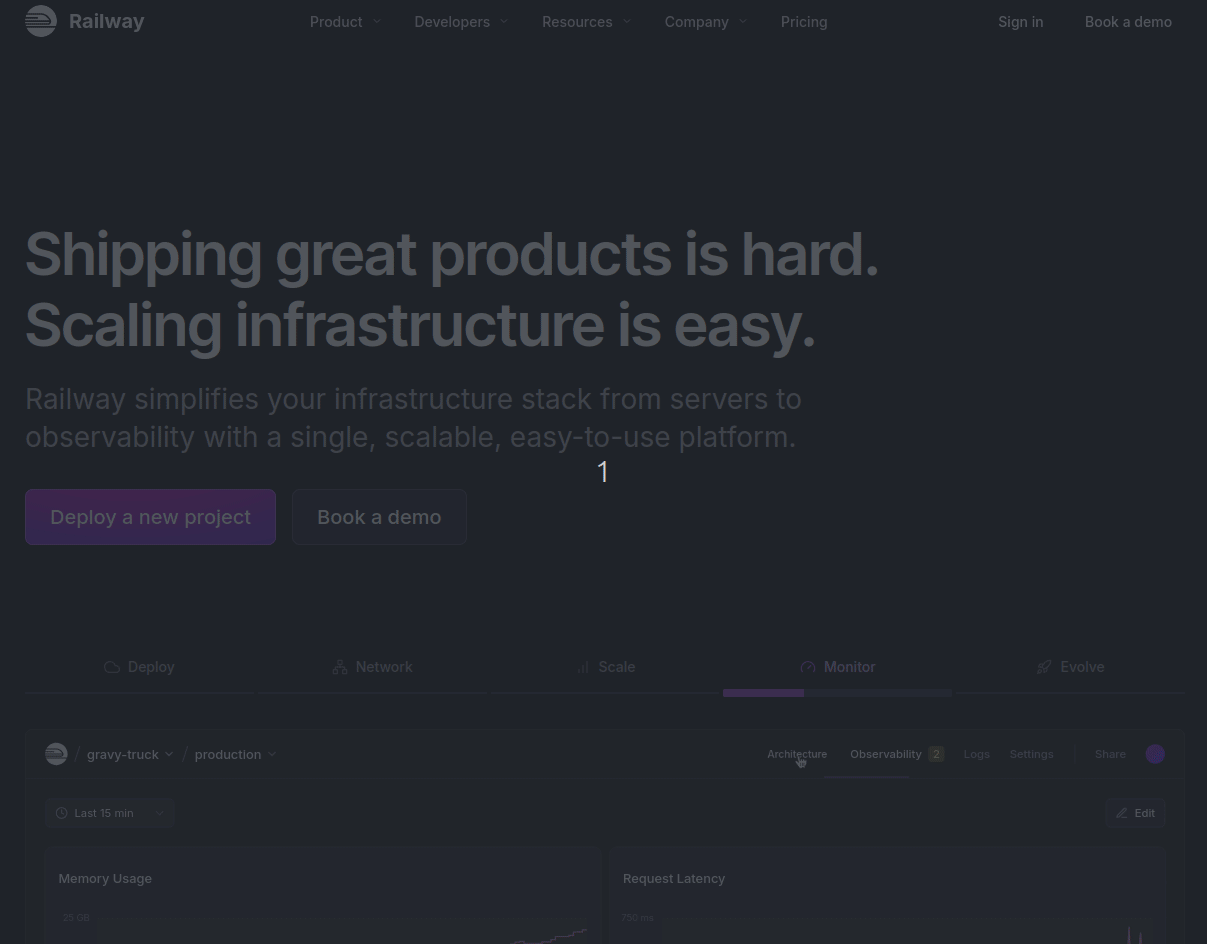 Railway
Product
Developers
Resources
Company
Pricing
Sign in
Book a demo
Shipping great products is hard.
Scaling infrastructure is easy.
Railway simplifies your infrastructure stack from servers to
observability with a single, scalable, easy-to-use platform.
1
Deploy a new project
Book a demo
Deploy
Network
Scale
Monitor
Evolve
/ gravy-truck / production
Architecture
Observability 2
Logs
Settings
Share
Last 15 min
Edit
Memory Usage
Request Latency
25 GB
750 ms